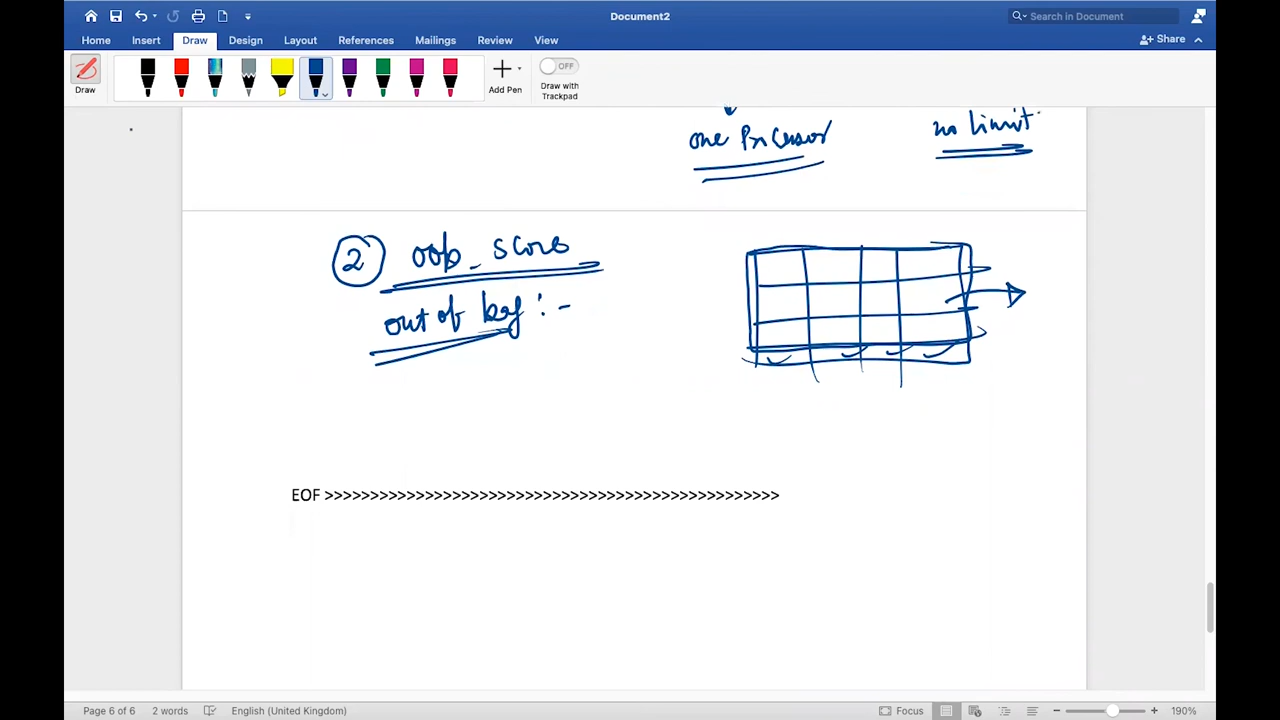 Document2
Search in Document
Home Insert Draw Design Layout References Mailings Review View
Share
Draw
Add Pen
OFF
Draw with
Trackpad
one
no limit
2 oob_score
out of bag :-
EOF >>>>>>>>>>>>>>>>>>>>>>>>>>>>>>>>>>>>>>>>>>>>>>>>>>
Page 6 of 6 2 words English (United Kingdom) Focus 190%